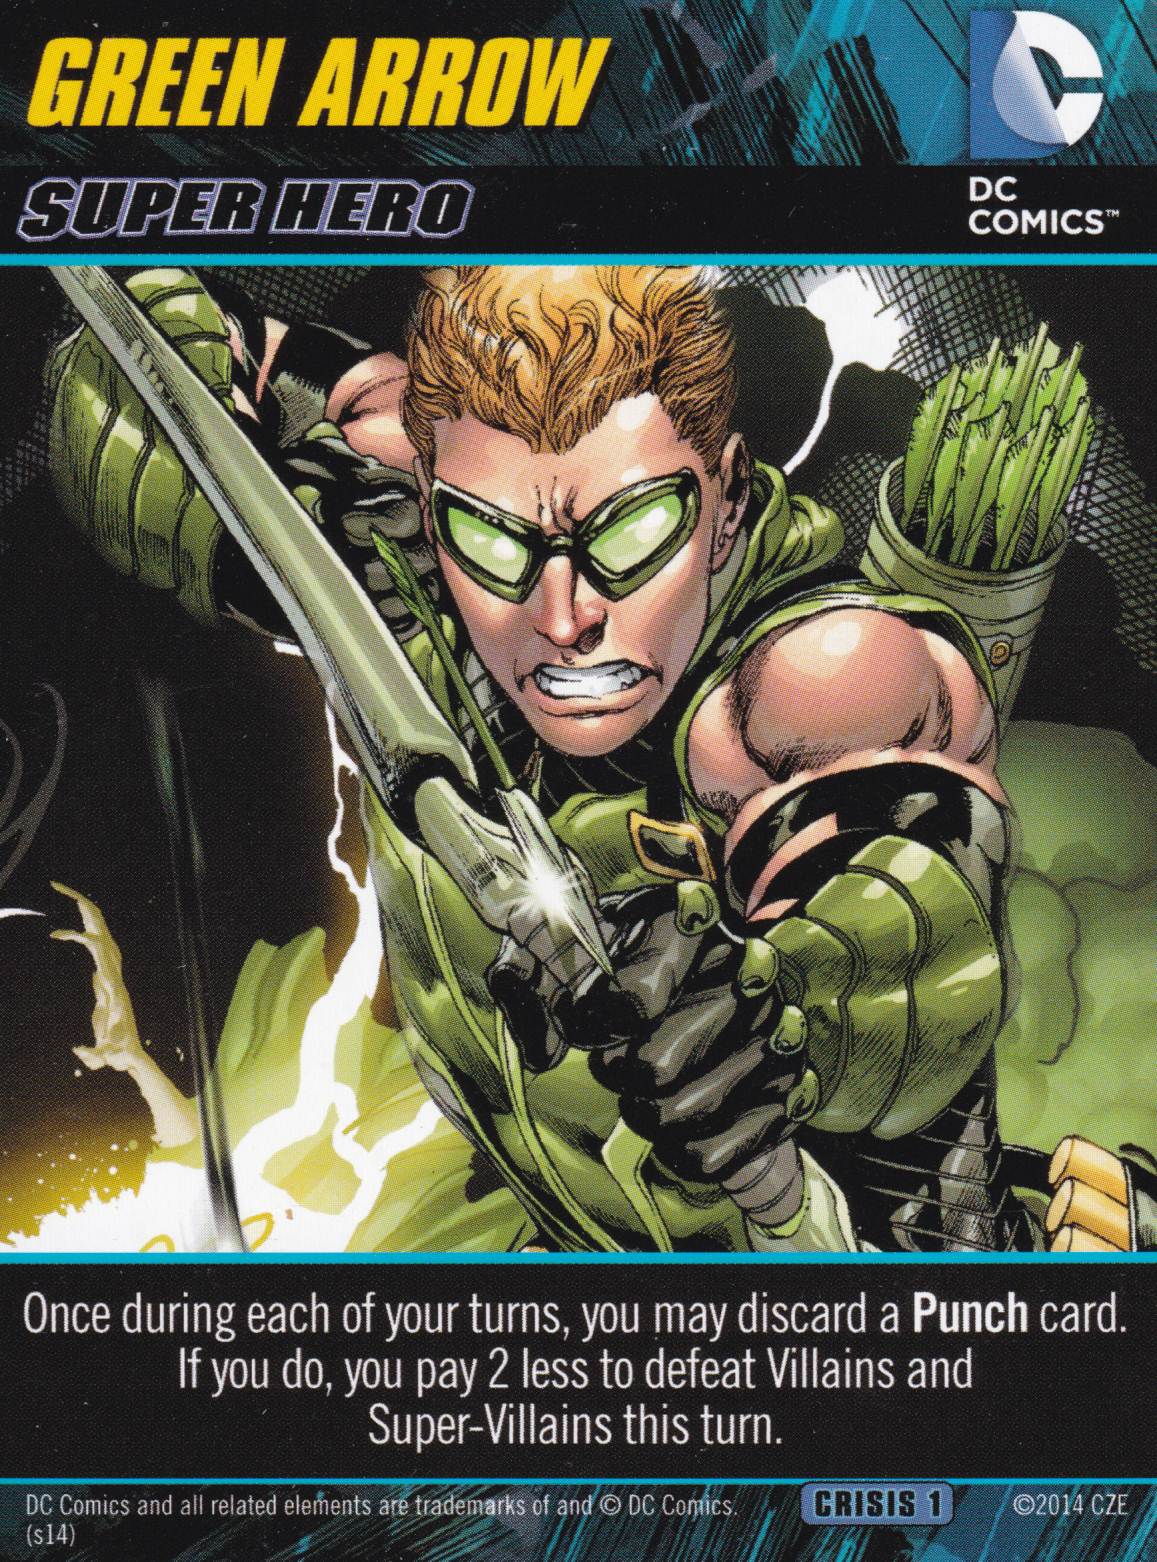 GREEN ARROW
SUPER HERO
DC
COMICS™
Once during each of your turns, you may discard a Punch card.
If you do, you pay 2 less to defeat Villains and
Super-Villains this turn.
DC Comics and all related elements are trademarks of and © DC Comics.
(s14)
CRISIS 1
©2014 CZE